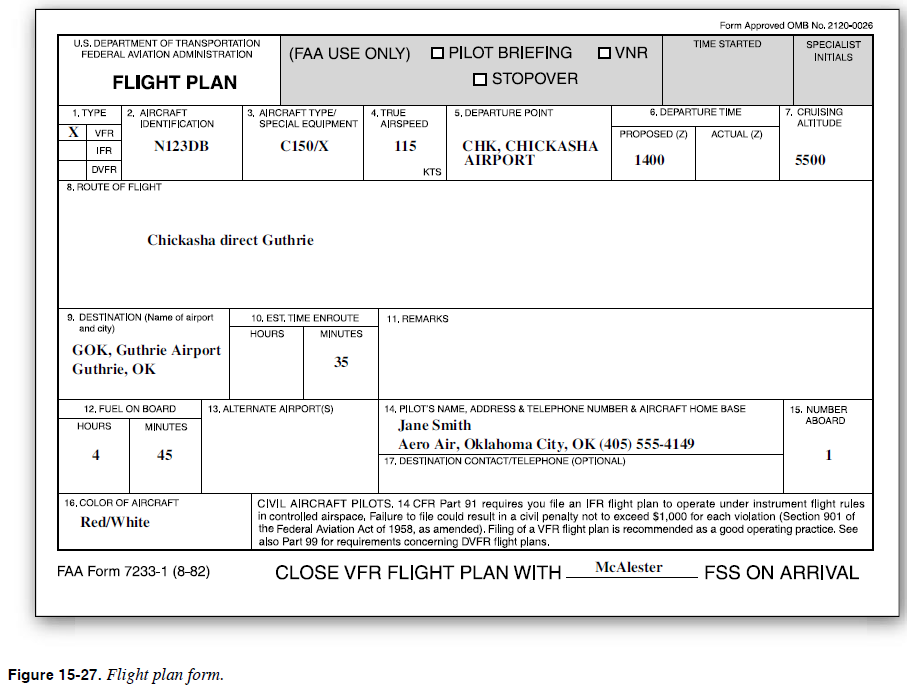 Form Approved OMB No. 2120-0026
U.S. DEPARTMENT OF TRANSPORTATION
FEDERAL AVIATION ADMINISTRATION
FLIGHT PLAN
(FAA USE ONLY) PILOT BRIEFING VNR
STOPOVER
TIME STARTED
SPECIALIST
INITIALS
1. TYPE
X VFR
IFR
DVFR
2. AIRCRAFT
IDENTIFICATION
N123DB
3. AIRCRAFT TYPE/
SPECIAL EQUIPMENT
C150/X
4. TRUE
AIRSPEED
115
KTS
5. DEPARTURE POINT
CHK, CHICKASHA
AIRPORT
6. DEPARTURE TIME
PROPOSED (Z) ACTUAL (Z)
1400
7. CRUISING
ALTITUDE
5500
8. ROUTE OF FLIGHT
Chickasha direct Guthrie
9. DESTINATION (Name of airport
and city)
GOK, Guthrie Airport
Guthrie, OK
10. EST. TIME ENROUTE
HOURS MINUTES
35
11. REMARKS
12. FUEL ON BOARD
HOURS MINUTES
4 45
13. ALTERNATE AIRPORT(S)
14. PILOT'S NAME, ADDRESS & TELEPHONE NUMBER & AIRCRAFT HOME BASE
Jane Smith
Aero Air, Oklahoma City, OK (405) 555-4149
17. DESTINATION CONTACT/TELEPHONE (OPTIONAL)
15. NUMBER
ABOARD
1
16. COLOR OF AIRCRAFT
Red/White
CIVIL AIRCRAFT PILOTS. 14 CFR Part 91 requires you file an IFR flight plan to operate under instrument flight rules
in controlled airspace. Failure to file could result in a civil penalty not to exceed $1,000 for each violation (Section 901 of
the Federal Aviation Act of 1958, as amended). Filing of a VFR flight plan is recommended as a good operating practice. See
also Part 99 for requirements concerning DVFR flight plans.
FAA Form 7233-1 (8-82)
CLOSE VFR FLIGHT PLAN WITH McAlester FSS ON ARRIVAL
Figure 15-27. Flight plan form.